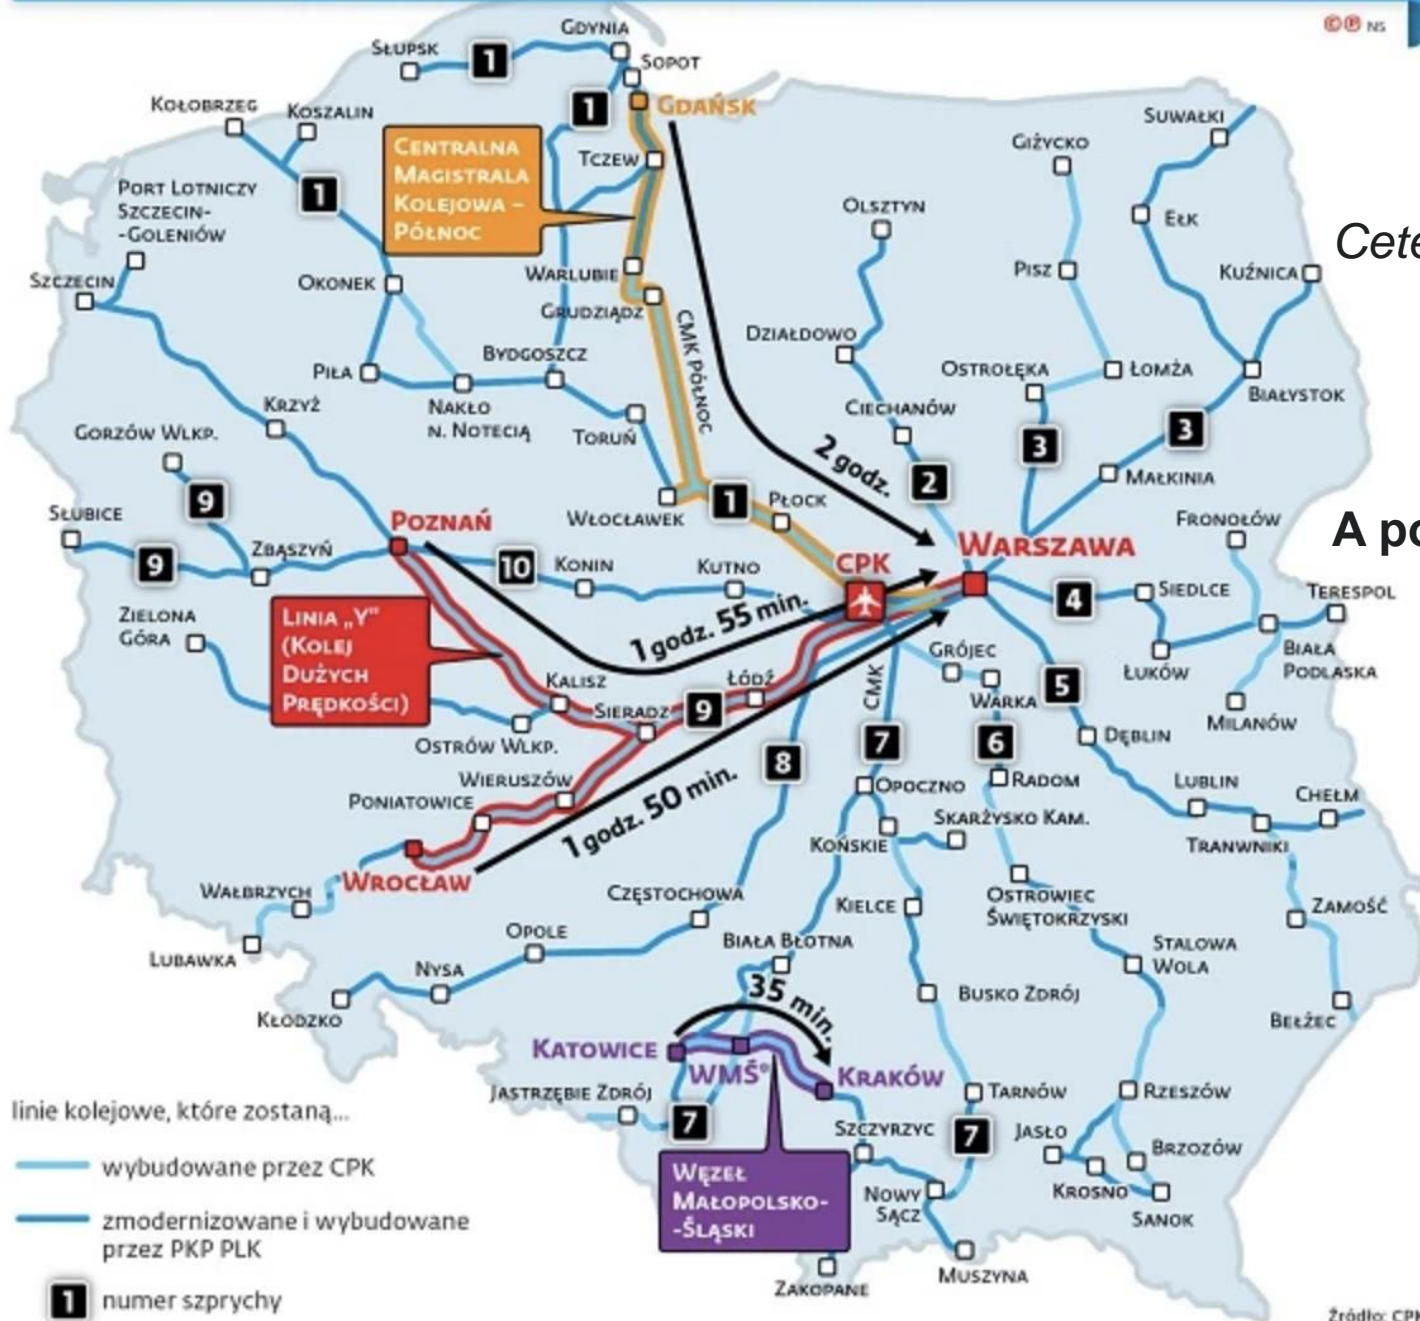 ©℗ NS
GDYNIA
SŁUPSK
1
SOPOT
KOŁOBRZEG
KOSZALIN
1
GDAŃSK
SUWAŁKI
CENTRALNA
MAGISTRALA
KOLEJOWA –
PÓŁNOC
TCZEW
GIŻYCKO
PORT LOTNICZY
SZCZECIN-
-GOLENIÓW
1
OLSZTYN
EŁK
Cete
SZCZECIN
OKONEK
WARLUBIE
PISZ
KUŹNICA
GRUDZIĄDZ
CMK PÓŁNOC
DZIAŁDOWO
BYDGOSZCZ
PIŁA
OSTROŁĘKA
ŁOMŻA
BIAŁYSTOK
KRZYŻ
NAKŁO
N. NOTECIĄ
TORUŃ
CIECHANÓW
GORZÓW WLKP.
3
3
2 godz.
2
MAŁKINIA
9
1
PŁOCK
SŁUBICE
WŁOCŁAWEK
POZNAŃ
FRONOŁÓW
A po
ZBĄSZYŃ
WARSZAWA
9
10
KONIN
KUTNO
CPK
4
SIEDLCE
TERESPOL
ZIELONA
GÓRA
LINIA „Y”
(KOLEJ
DUŻYCH
PRĘDKOŚCI)
1 godz. 55 min.
GRÓJEC
ŁUKÓW
BIAŁA
PODLASKA
KALISZ
ŁÓDŹ
CMK
WARKA
5
SIERADZ
9
MILANÓW
OSTRÓW WLKP.
8
7
6
DĘBLIN
WIERUSZÓW
OPOCZNO
RADOM
LUBLIN
PONIATOWICE
1 godz. 50 min.
SKARŻYSKO KAM.
CHEŁM
KOŃSKIE
TRANWNIKI
WROCŁAW
WAŁBRZYCH
CZĘSTOCHOWA
KIELCE
OSTROWIEC
ŚWIĘTOKRZYSKI
ZAMOŚĆ
LUBAWKA
OPOLE
BIAŁA BŁOTNA
STALOWA
WOLA
NYSA
35 min.
BUSKO ZDRÓJ
KŁODZKO
BEŁŻEC
KATOWICE
WMŚ°
KRAKÓW
JASTRZĘBIE ZDRÓJ
TARNÓW
RZESZÓW
linie kolejowe, które zostaną...
7
SZCZYRZYC
7
JASŁO
BRZOZÓW
wybudowane przez CPK
WĘZEŁ
MAŁOPOLSKO-
-ŚLĄSKI
NOWY
SĄCZ
KROSNO
SANOK
zmodernizowane i wybudowane
przez PKP PLK
ZAKOPANE
MUSZYNA
1
numer szprychy
Źródło: CPK